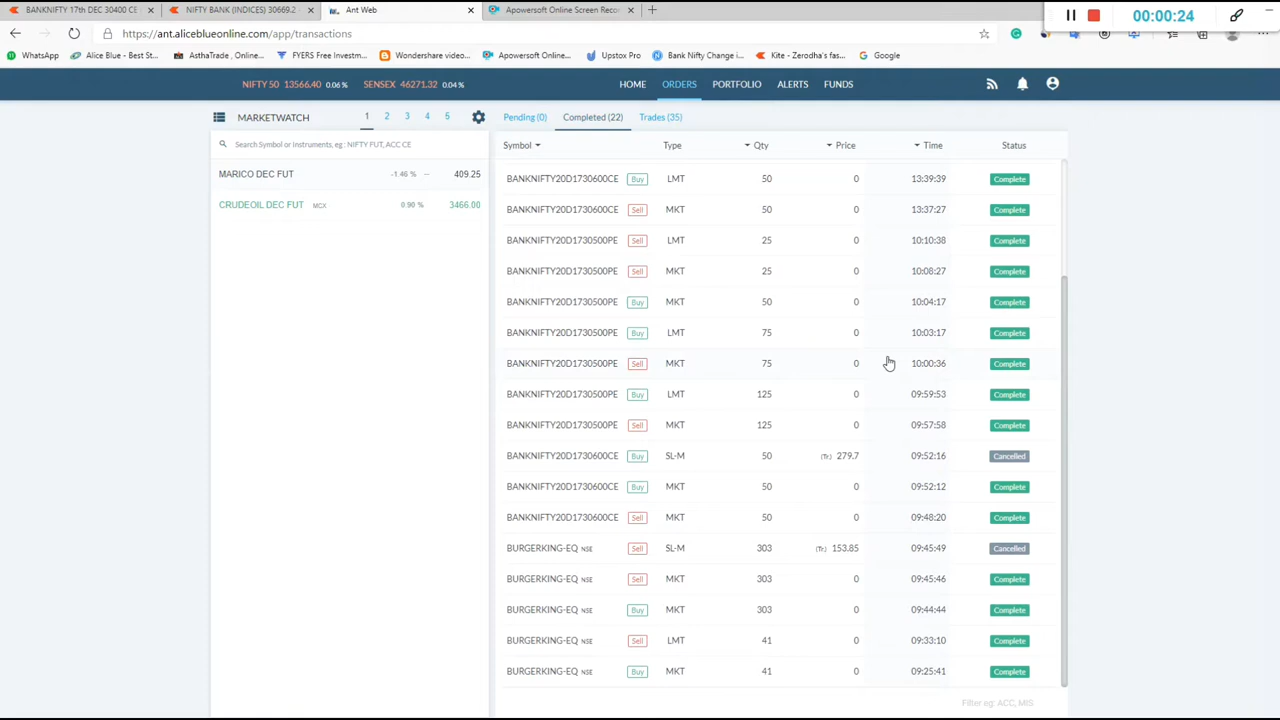 BANKNIFTY 17th DEC 30400 CE
NIFTY BANK (INDICES) 30669.2
Ant Web
Apowersoft Online Screen Reco
00:00:24
https://ant.aliceblueonline.com/app/transactions
WhatsApp
Alice Blue - Best St...
AsthaTrade , Online...
FYERS Free Investm...
Wondershare video...
Apowersoft Online...
Upstox Pro
Bank Nifty Change i...
Kite - Zerodha's fas...
Google
NIFTY 50 13566.40 0.06 %
SENSEX 46271.32 0.04 %
HOME
ORDERS
PORTFOLIO
ALERTS
FUNDS
MARKETWATCH
1 2 3 4 5
Search Symbol or Instruments, eg : NIFTY FUT, ACC CE
MARICO DEC FUT -1.46 % -- 409.25
CRUDEOIL DEC FUT MCX 0.90 % 3466.00
Pending (0) Completed (22) Trades (35)
Symbol Type Qty Price Time Status
BANKNIFTY20D1730600CE Buy LMT 50 0 13:39:39 Complete
BANKNIFTY20D1730600CE Sell MKT 50 0 13:37:27 Complete
BANKNIFTY20D1730500PE Sell LMT 25 0 10:10:38 Complete
BANKNIFTY20D1730500PE Sell MKT 25 0 10:08:27 Complete
BANKNIFTY20D1730500PE Buy MKT 50 0 10:04:17 Complete
BANKNIFTY20D1730500PE Buy LMT 75 0 10:03:17 Complete
BANKNIFTY20D1730500PE Sell MKT 75 0 10:00:36 Complete
BANKNIFTY20D1730500PE Buy LMT 125 0 09:59:53 Complete
BANKNIFTY20D1730500PE Sell MKT 125 0 09:57:58 Complete
BANKNIFTY20D1730600CE Buy SL-M 50 (Tr.) 279.7 09:52:16 Cancelled
BANKNIFTY20D1730600CE Buy MKT 50 0 09:52:12 Complete
BANKNIFTY20D1730600CE Sell MKT 50 0 09:48:20 Complete
BURGERKING-EQ NSE Sell SL-M 303 (Tr.) 153.85 09:45:49 Cancelled
BURGERKING-EQ NSE Sell MKT 303 0 09:45:46 Complete
BURGERKING-EQ NSE Buy MKT 303 0 09:44:44 Complete
BURGERKING-EQ NSE Sell LMT 41 0 09:33:10 Complete
BURGERKING-EQ NSE Buy MKT 41 0 09:25:41 Complete
Filter eg: ACC, MIS